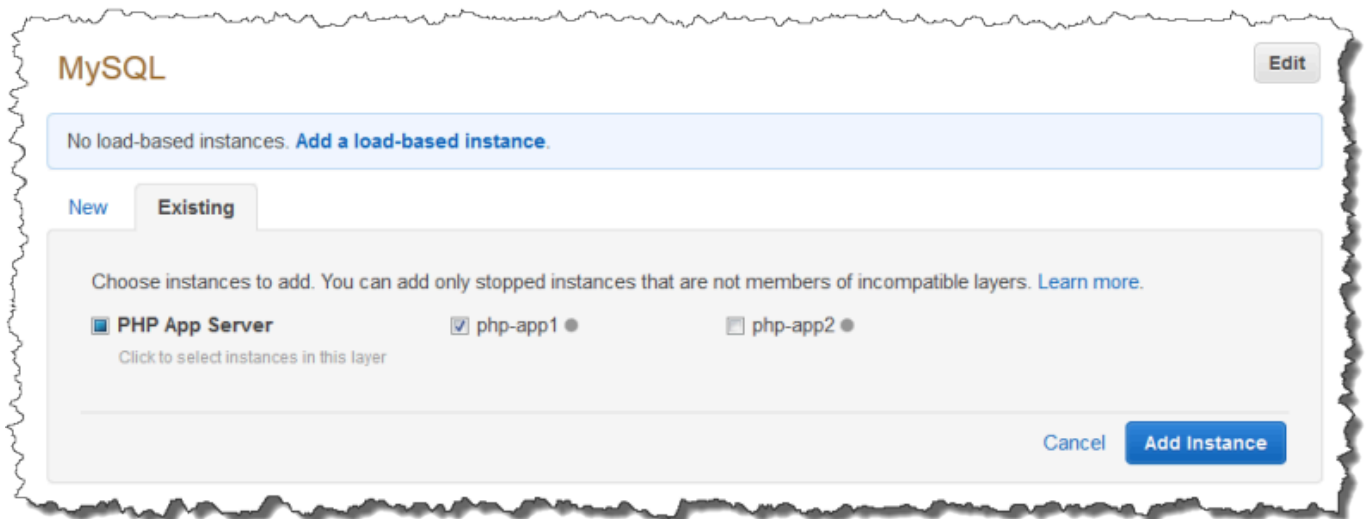 MySQL
Edit
No load-based instances. Add a load-based instance.
New
Existing
Choose instances to add. You can add only stopped instances that are not members of incompatible layers. Learn more.
PHP App Server
php-app1
php-app2
Click to select instances in this layer
Cancel
Add Instance